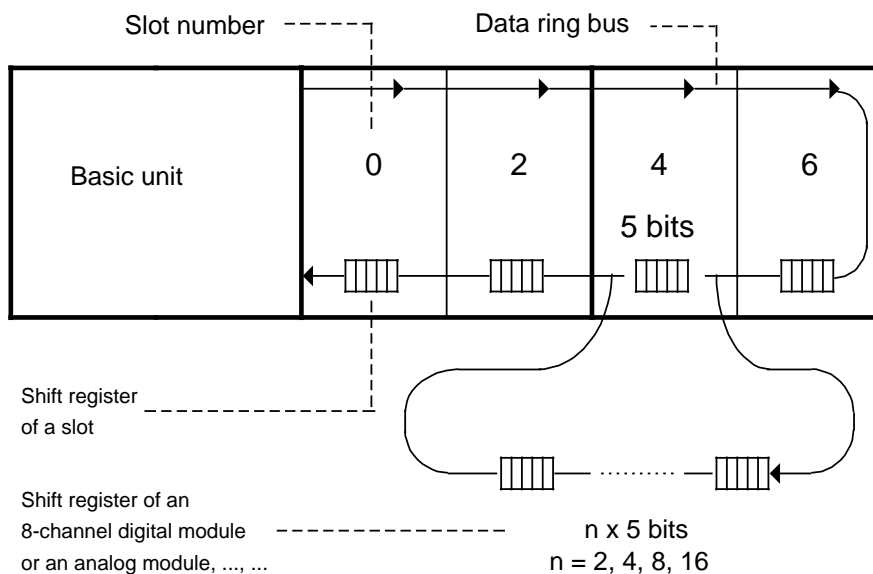 Slot number
Data ring bus
Basic unit
0
2
4
6
5 bits
Shift register
of a slot
Shift register of an
8-channel digital module
or an analog module, ..., ...
n x 5 bits
n = 2, 4, 8, 16